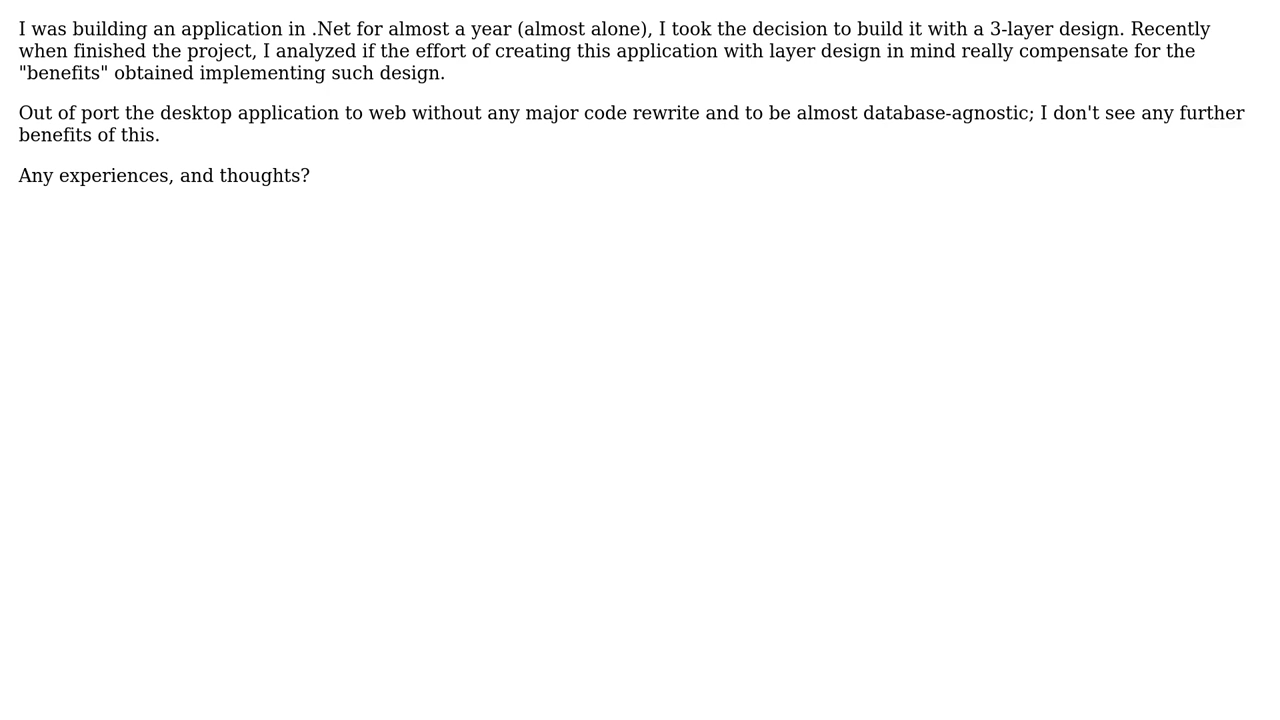 I was building an application in .Net for almost a year (almost alone), I took the decision to build it with a 3-layer design. Recently
when finished the project, I analyzed if the effort of creating this application with layer design in mind really compensate for the
"benefits" obtained implementing such design.
Out of port the desktop application to web without any major code rewrite and to be almost database-agnostic; I don't see any further
benefits of this.
Any experiences, and thoughts?